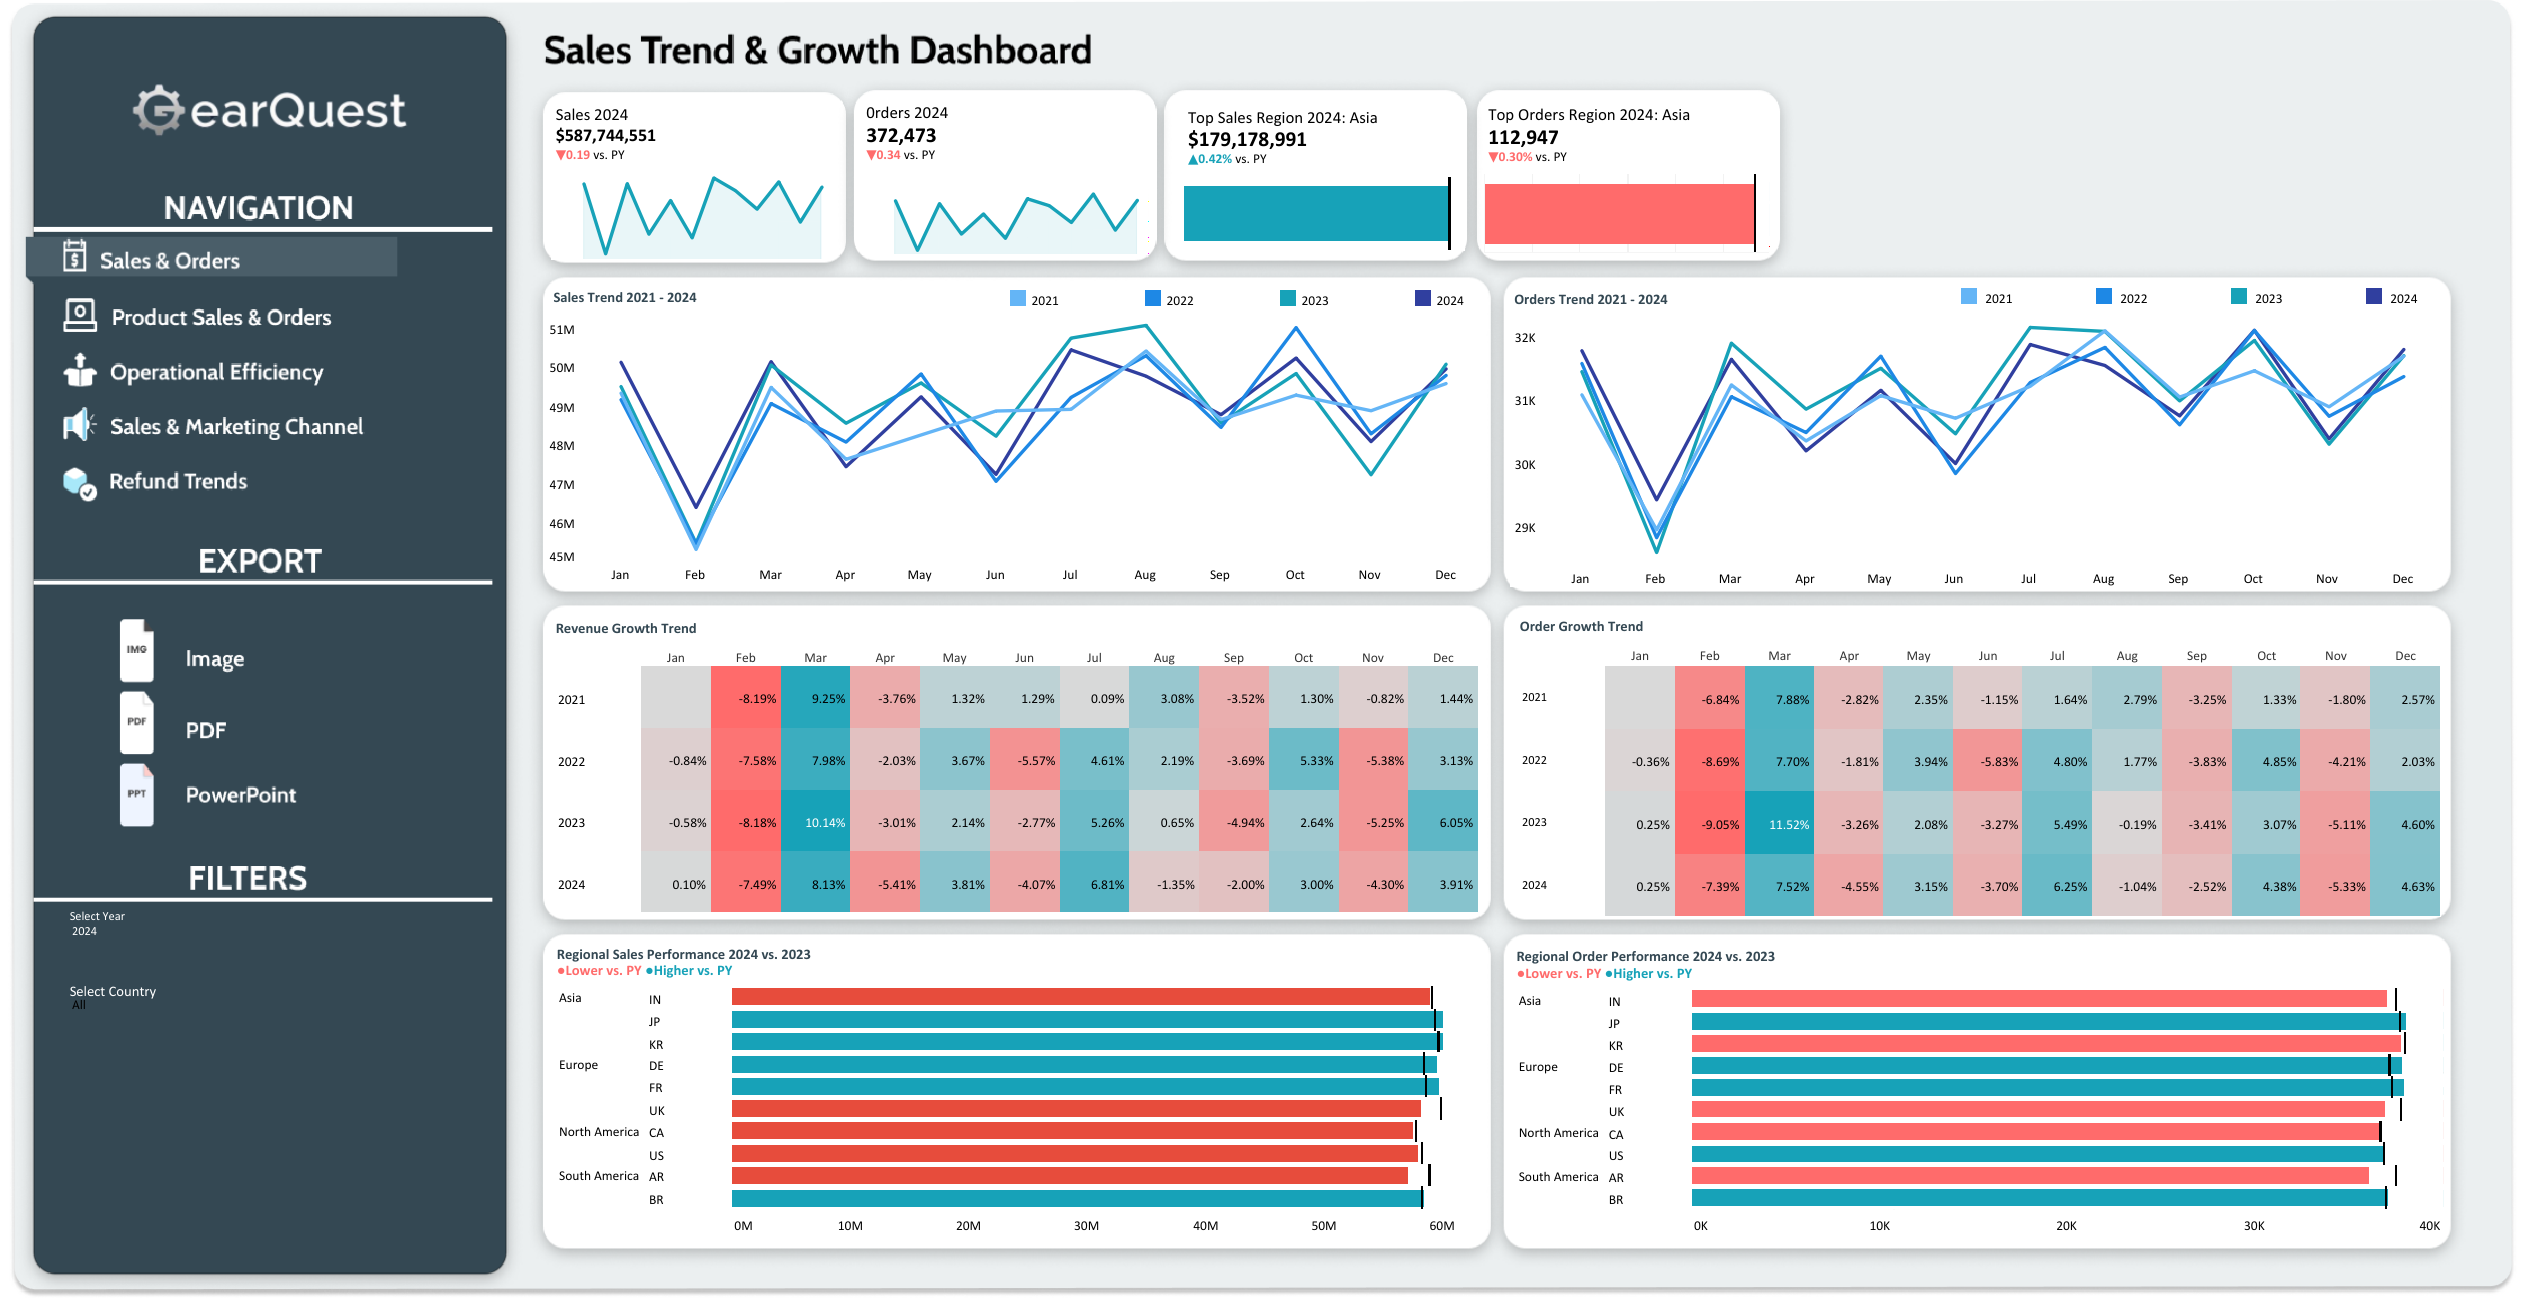 GearQuest
NAVIGATION
Sales & Orders
Product Sales & Orders
Operational Efficiency
Sales & Marketing Channel
Refund Trends
EXPORT
IMG
Image
PDF
PDF
PPT
PowerPoint
FILTERS
Select Year
2024
Select Country
All
Sales Trend & Growth Dashboard
Sales 2024
$587,744,551
▼0.19 vs. PY
Orders 2024
372,473
▼0.34 vs. PY
Top Sales Region 2024: Asia
$179,178,991
▲0.42% vs. PY
Top Orders Region 2024: Asia
112,947
▼0.30% vs. PY
Sales Trend 2021 - 2024
2021 2022 2023 2024
51M
50M
49M
48M
47M
46M
45M
Jan Feb Mar Apr May Jun Jul Aug Sep Oct Nov Dec
Orders Trend 2021 - 2024
2021 2022 2023 2024
32K
31K
30K
29K
Jan Feb Mar Apr May Jun Jul Aug Sep Oct Nov Dec
Revenue Growth Trend
Jan Feb Mar Apr May Jun Jul Aug Sep Oct Nov Dec
2021 -8.19% 9.25% -3.76% 1.32% 1.29% 0.09% 3.08% -3.52% 1.30% -0.82% 1.44%
2022 -0.84% -7.58% 7.98% -2.03% 3.67% -5.57% 4.61% 2.19% -3.69% 5.33% -5.38% 3.13%
2023 -0.58% -8.18% 10.14% -3.01% 2.14% -2.77% 5.26% 0.65% -4.94% 2.64% -5.25% 6.05%
2024 0.10% -7.49% 8.13% -5.41% 3.81% -4.07% 6.81% -1.35% -2.00% 3.00% -4.30% 3.91%
Order Growth Trend
Jan Feb Mar Apr May Jun Jul Aug Sep Oct Nov Dec
2021 -6.84% 7.88% -2.82% 2.35% -1.15% 1.64% 2.79% -3.25% 1.33% -1.80% 2.57%
2022 -0.36% -8.69% 7.70% -1.81% 3.94% -5.83% 4.80% 1.77% -3.83% 4.85% -4.21% 2.03%
2023 0.25% -9.05% 11.52% -3.26% 2.08% -3.27% 5.49% -0.19% -3.41% 3.07% -5.11% 4.60%
2024 0.25% -7.39% 7.52% -4.55% 3.15% -3.70% 6.25% -1.04% -2.52% 4.38% -5.33% 4.63%
Regional Sales Performance 2024 vs. 2023
●Lower vs. PY ●Higher vs. PY
Asia IN
JP
KR
Europe DE
FR
UK
North America CA
US
South America AR
BR
0M 10M 20M 30M 40M 50M 60M
Regional Order Performance 2024 vs. 2023
●Lower vs. PY ●Higher vs. PY
Asia IN
JP
KR
Europe DE
FR
UK
North America CA
US
South America AR
BR
0K 10K 20K 30K 40K